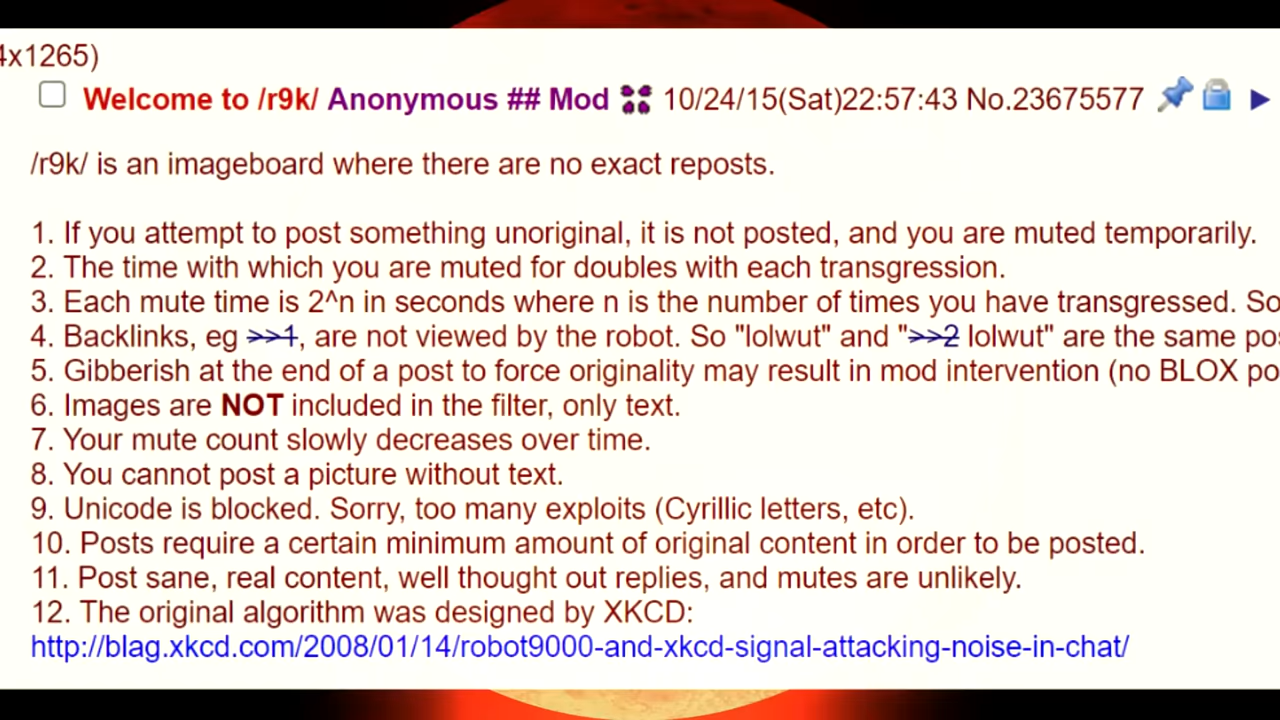 4x1265)
Welcome to /r9k/ Anonymous ## Mod 10/24/15(Sat)22:57:43 No.23675577
/r9k/ is an imageboard where there are no exact reposts.
1. If you attempt to post something unoriginal, it is not posted, and you are muted temporarily.
2. The time with which you are muted for doubles with each transgression.
3. Each mute time is 2^n in seconds where n is the number of times you have transgressed. So
4. Backlinks, eg >>1, are not viewed by the robot. So "lolwut" and ">>2 lolwut" are the same po
5. Gibberish at the end of a post to force originality may result in mod intervention (no BLOX po
6. Images are NOT included in the filter, only text.
7. Your mute count slowly decreases over time.
8. You cannot post a picture without text.
9. Unicode is blocked. Sorry, too many exploits (Cyrillic letters, etc).
10. Posts require a certain minimum amount of original content in order to be posted.
11. Post sane, real content, well thought out replies, and mutes are unlikely.
12. The original algorithm was designed by XKCD:
http://blag.xkcd.com/2008/01/14/robot9000-and-xkcd-signal-attacking-noise-in-chat/